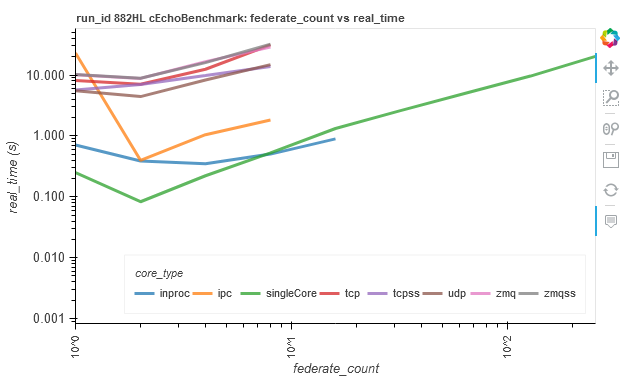 run_id 882HL cEchoBenchmark: federate_count vs real_time
real_time (s)
10.000
1.000
0.100
0.010
0.001
core_type
inproc ipc singleCore tcp tcpss udp zmq zmqss
10^0 10^1 10^2
federate_count